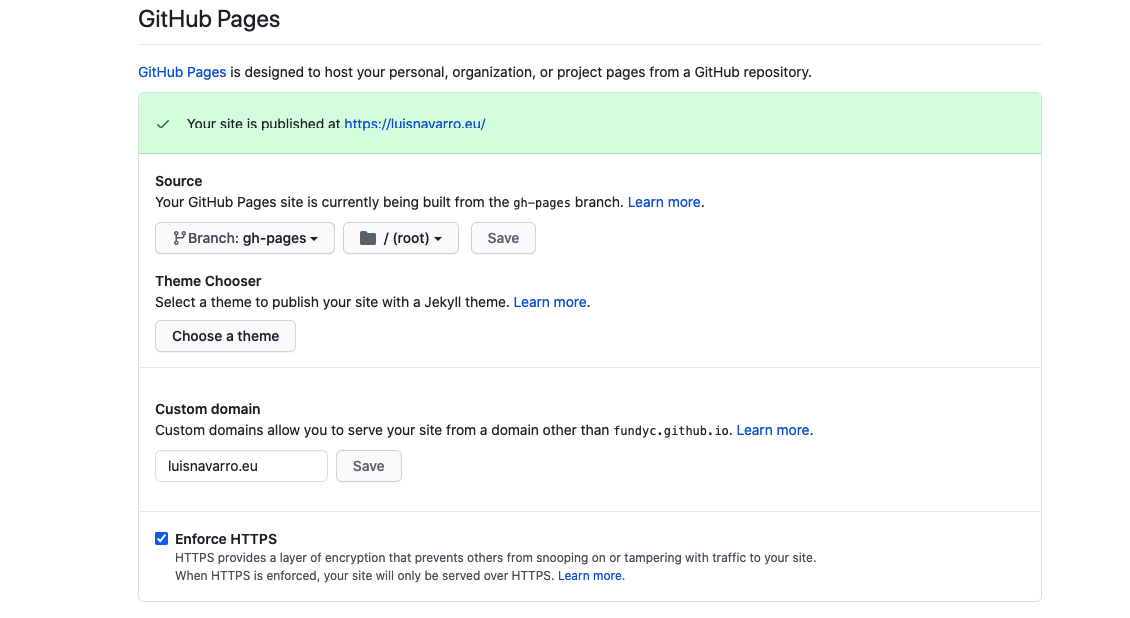 GitHub Pages
GitHub Pages is designed to host your personal, organization, or project pages from a GitHub repository.
Your site is published at https://luisnavarro.eu/
Source
Your GitHub Pages site is currently being built from the gh-pages branch. Learn more.
Branch: gh-pages / (root) Save
Theme Chooser
Select a theme to publish your site with a Jekyll theme. Learn more.
Choose a theme
Custom domain
Custom domains allow you to serve your site from a domain other than fundyc.github.io. Learn more.
luisnavarro.eu Save
Enforce HTTPS
HTTPS provides a layer of encryption that prevents others from snooping on or tampering with traffic to your site.
When HTTPS is enforced, your site will only be served over HTTPS. Learn more.